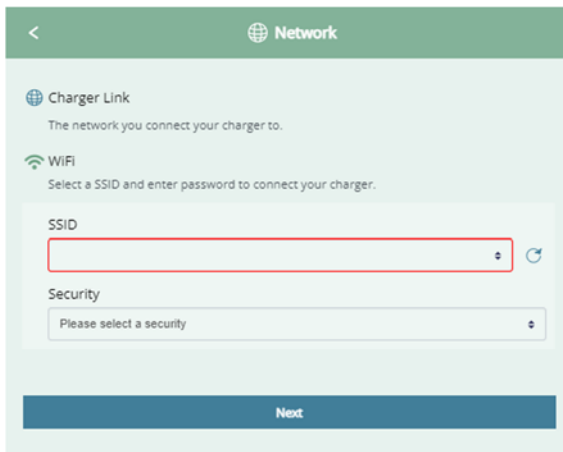 Network
Charger Link
The network you connect your charger to.
WiFi
Select a SSID and enter password to connect your charger.
SSID
Security
Please select a security
Next